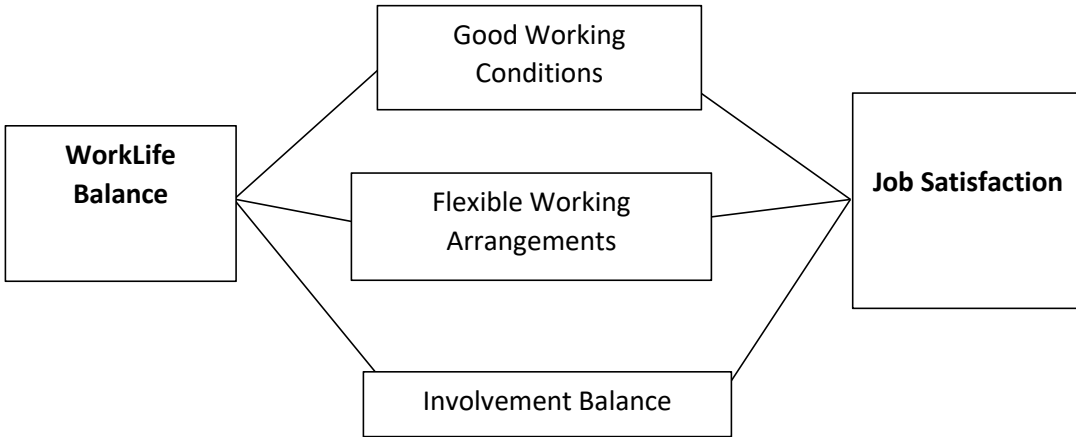 Good Working
Conditions
WorkLife
Balance
Flexible Working
Arrangements
Job Satisfaction
Involvement Balance